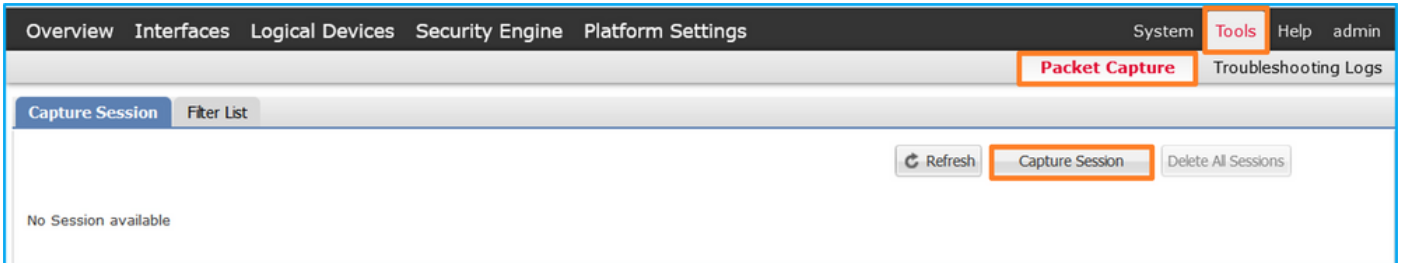 Overview Interfaces Logical Devices Security Engine Platform Settings System Tools Help admin
Packet Capture Troubleshooting Logs
Capture Session Filter List
Refresh Capture Session Delete All Sessions
No Session available